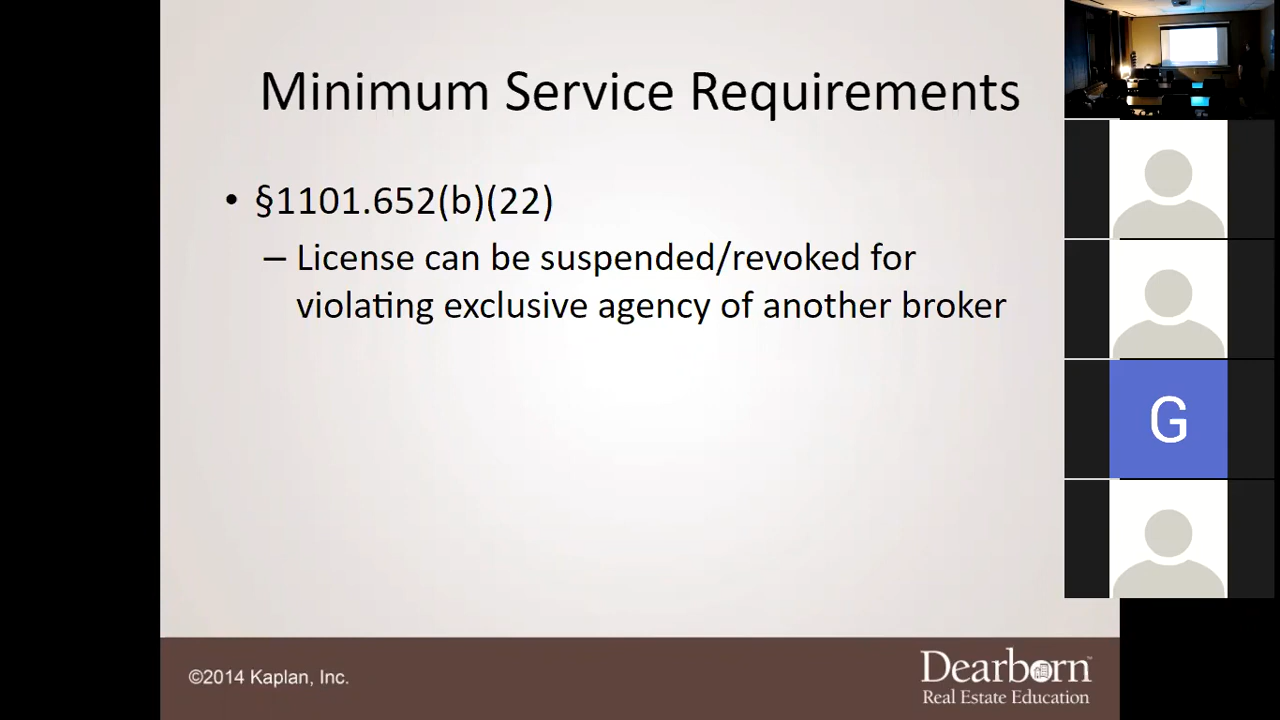 Minimum Service Requirements
• §1101.652(b)(22)
– License can be suspended/revoked for
violating exclusive agency of another broker
G
©2014 Kaplan, Inc.
Dearborn™
Real Estate Education